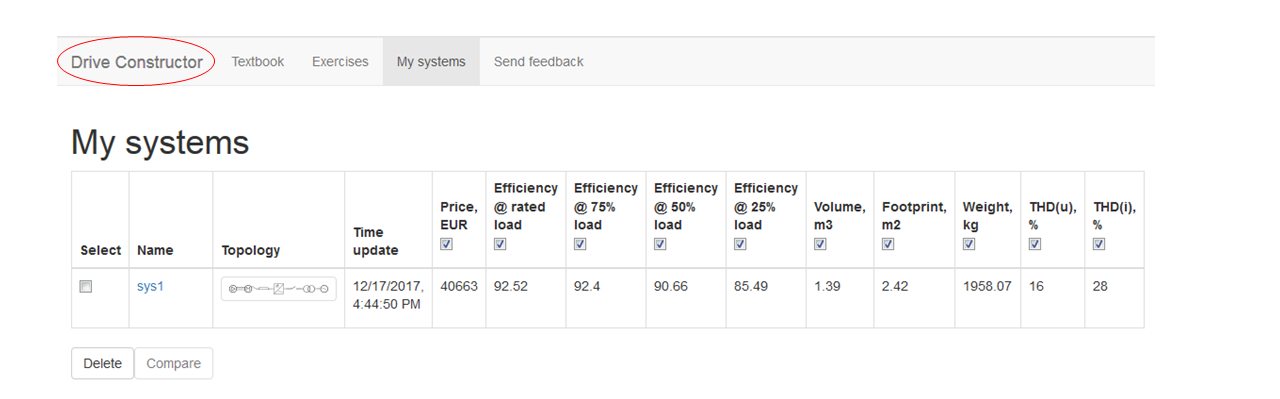 Drive Constructor Textbook Exercises My systems Send feedback
My systems
Select Name Topology Time update Price, EUR Efficiency @ rated load Efficiency @ 75% load Efficiency @ 50% load Efficiency @ 25% load Volume, m3 Footprint, m2 Weight, kg THD(u), % THD(i), %
sys1 12/17/2017, 4:44:50 PM 40663 92.52 92.4 90.66 85.49 1.39 2.42 1958.07 16 28
Delete Compare